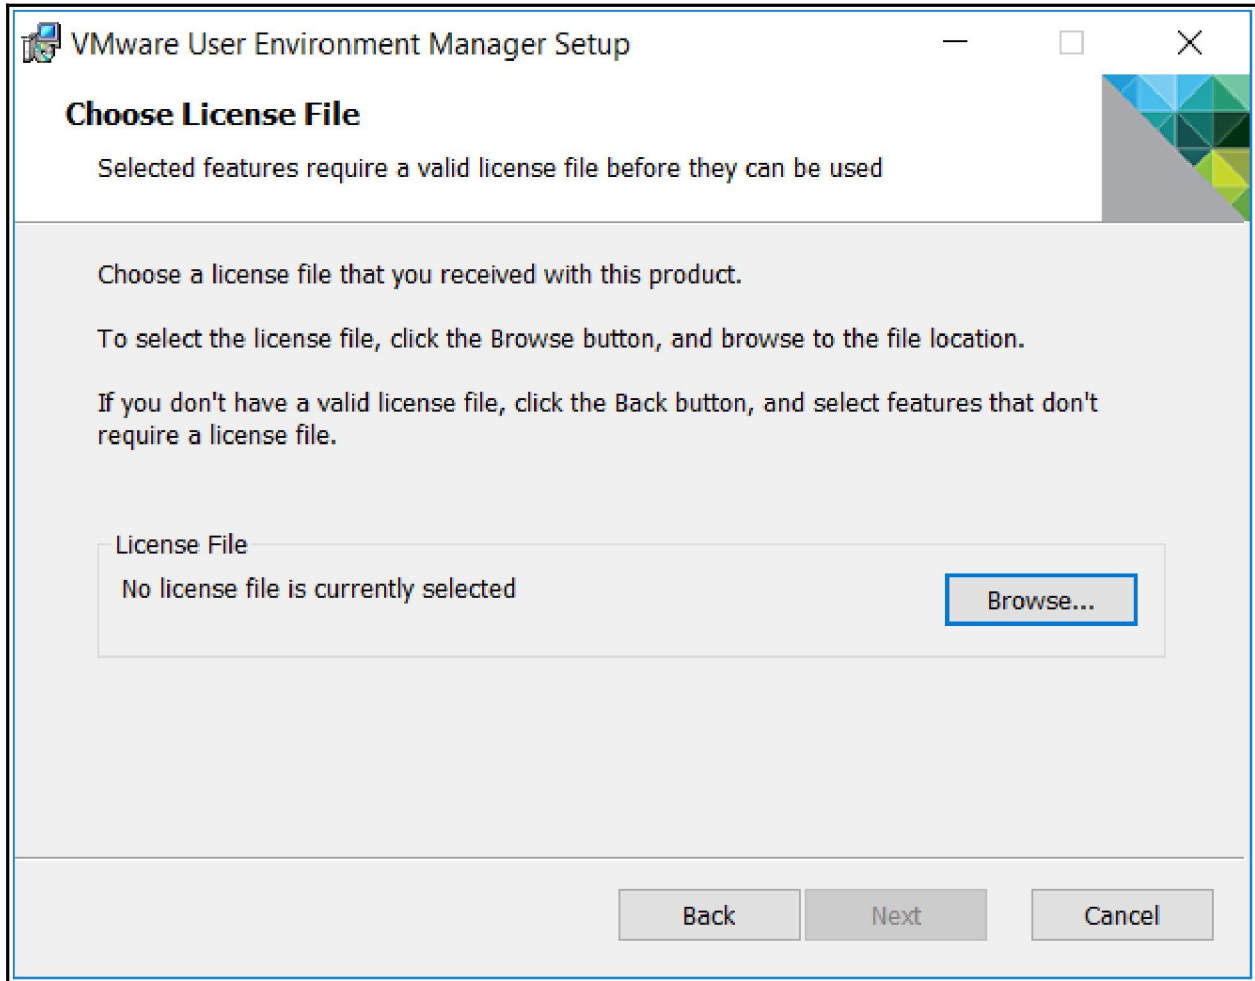 VMware User Environment Manager Setup
Choose License File
Selected features require a valid license file before they can be used
Choose a license file that you received with this product.
To select the license file, click the Browse button, and browse to the file location.
If you don't have a valid license file, click the Back button, and select features that don't
require a license file.
License File
No license file is currently selected
Browse...
Back
Next
Cancel